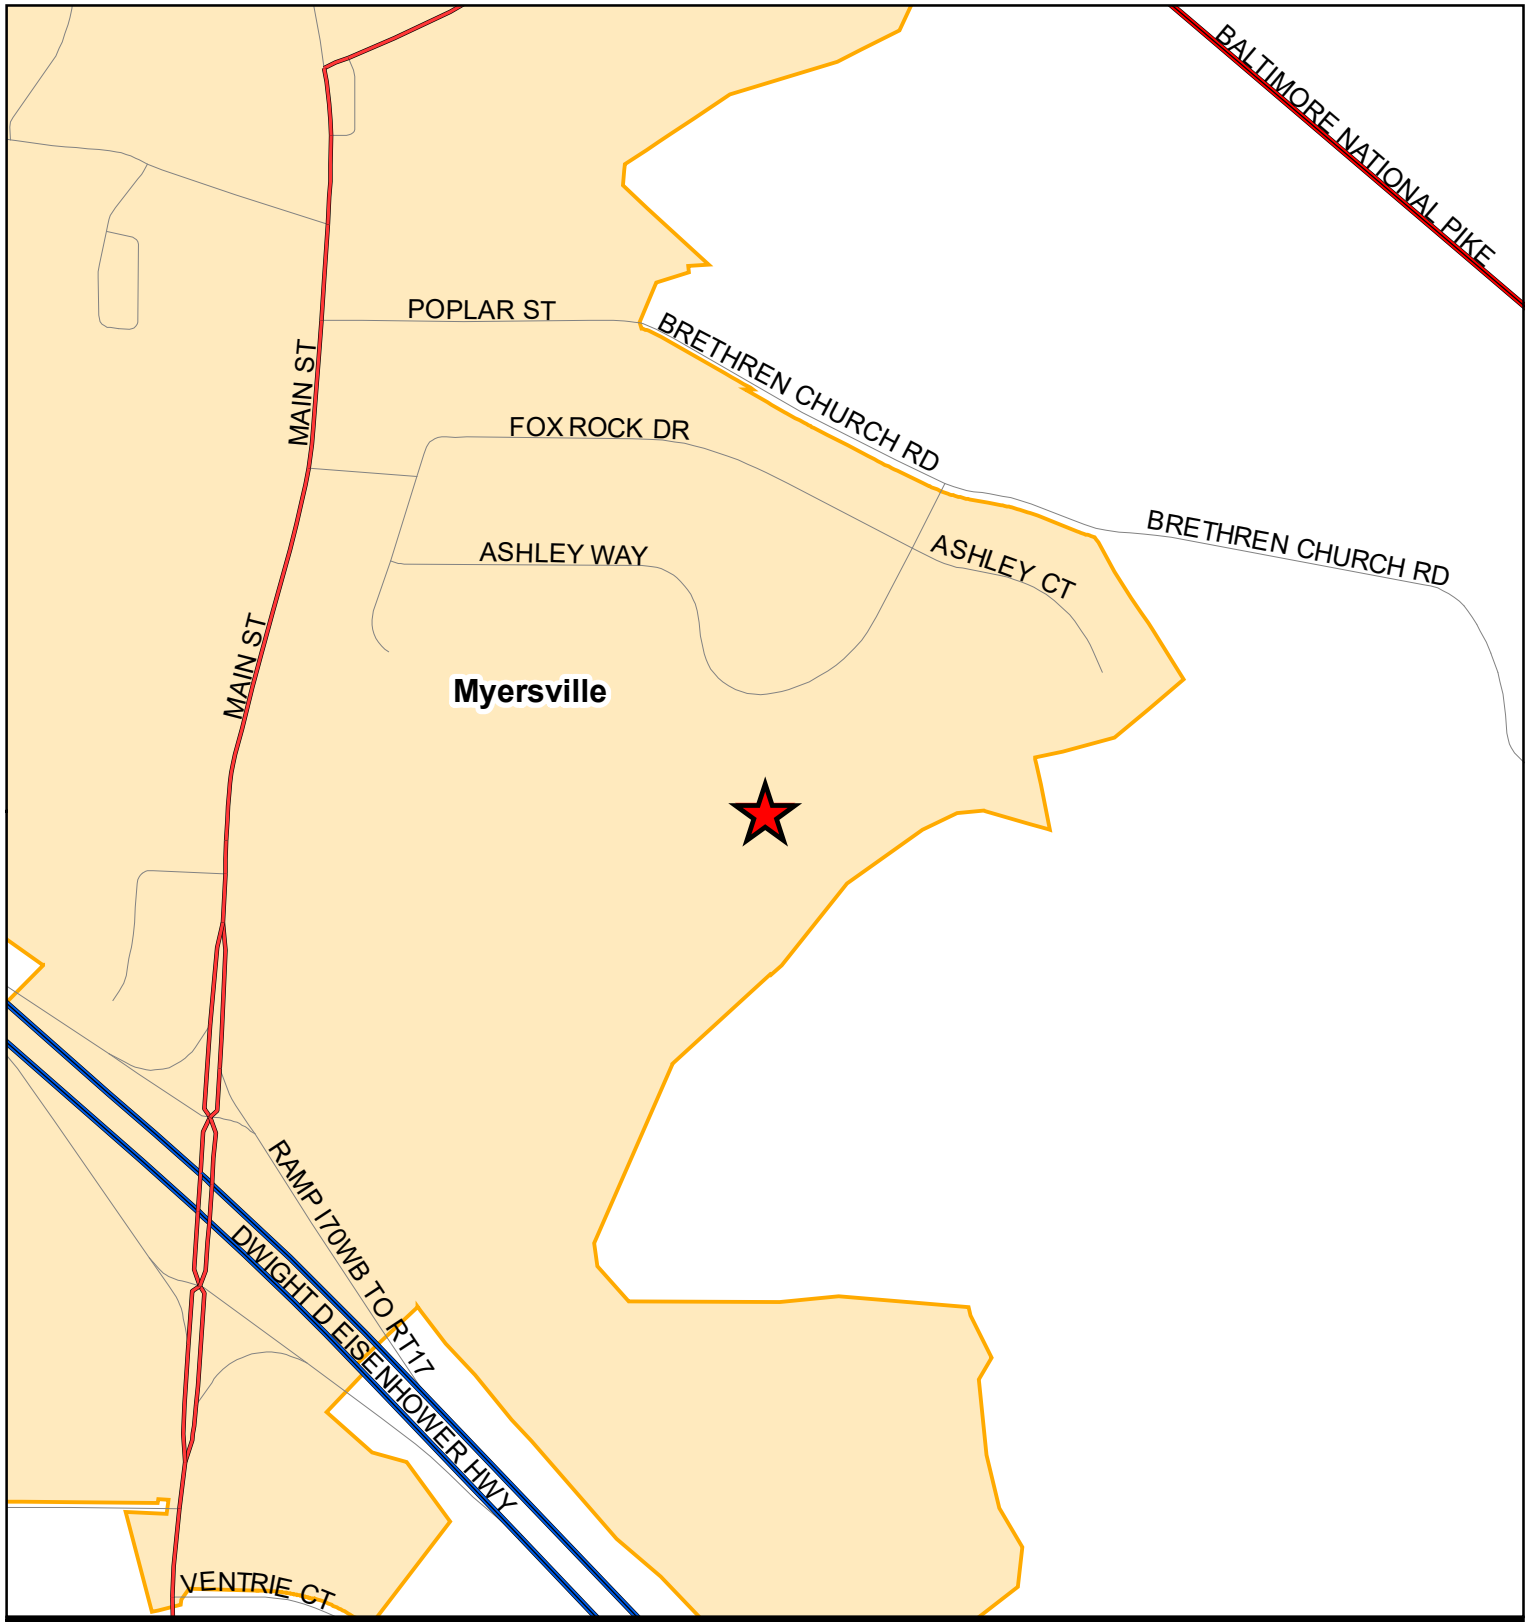 BALTIMORE NATIONAL PIKE
POPLAR ST
BRETHREN CHURCH RD
MAIN ST
FOX ROCK DR
BRETHREN CHURCH RD
ASHLEY WAY
ASHLEY CT
MAIN ST
Myersville
RAMP I70WB TO RT17
DWIGHT D EISENHOWER HWY
VENTRIE CT